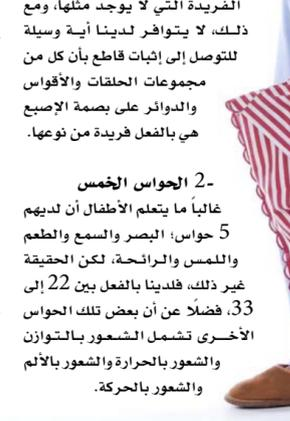 الفريدة التي لا يوجد مثلها، ومع
ذلك، لا يتوافر لدينا أية وسيلة
للتوصل إلى إثبات قاطع بأن كل من
مجموعات الحلقات والأقواس
والدوائر على بصمة الإصبع
هي بالفعل فريدة من نوعها.
2- الحواس الخمس
غالباً ما يتعلم الأطفال أن لديهم
5 حواس؛ البصر والسمع والطعم
واللمس والرائحة، لكن الحقيقة
غير ذلك، فلدينا بالفعل بين 22 إلى
33، فضلًا عن أن بعض تلك الحواس
الأخرى تشمل الشعور بالتوازن
والشعور بالحرارة والشعور بالألم
والشعور بالحركة.